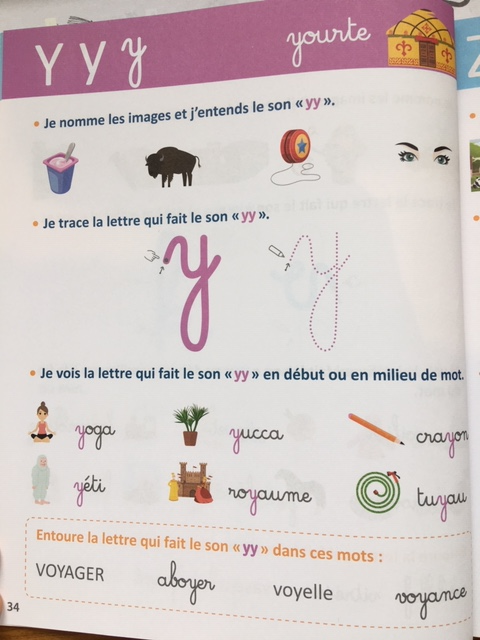 Y y y yourte
• Je nomme les images et j'entends le son « yy ».
• Je trace la lettre qui fait le son « yy ».
y y
• Je vois la lettre qui fait le son « yy » en début ou en milieu de mot.
yoga yucca crayon
yéti royaume tuyau
Entoure la lettre qui fait le son « yy » dans ces mots :
VOYAGER aboyer voyelle voyance
34